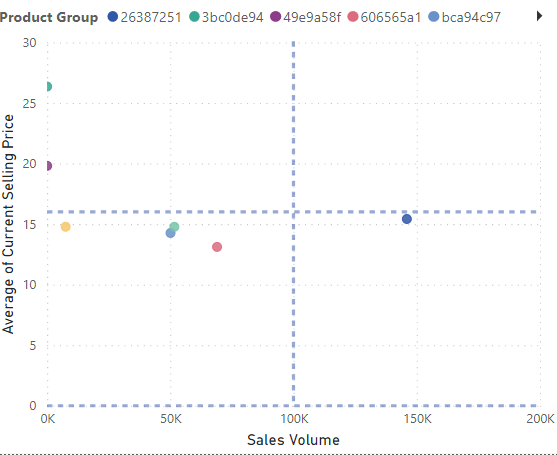 Product Group 26387251 3bc0de94 49e9a58f 606565a1 bca94c97
30
25
20
15
10
5
0
Average of Current Selling Price
0K 50K 100K 150K 200K
Sales Volume